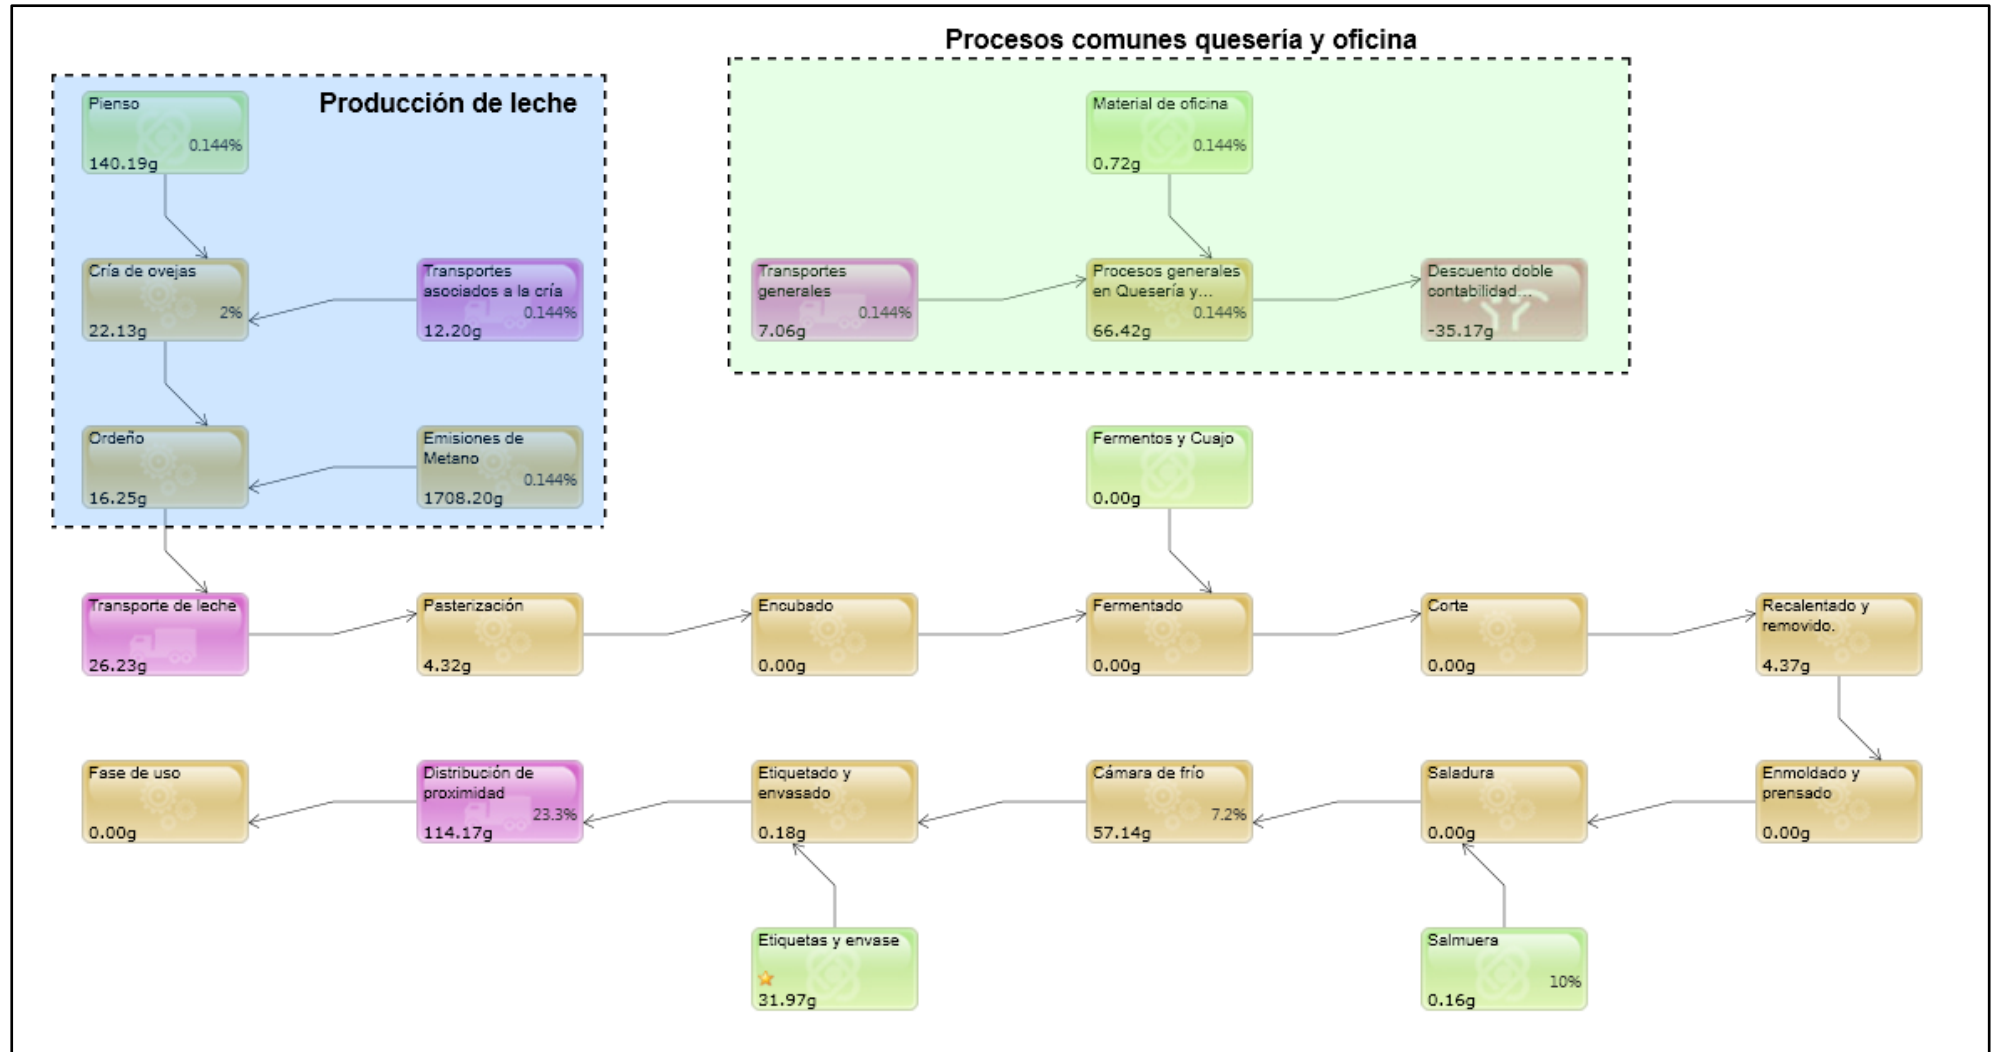 Procesos comunes quesería y oficina
Producción de leche
Pienso
0.144%
140.19g
Material de oficina
0.144%
0.72g
Cría de ovejas
2%
22.13g
Transportes
asociados a la cría
0.144%
12.20g
Transportes
generales
0.144%
7.06g
Procesos generales
en Quesería y...
0.144%
66.42g
Descuento doble
contabilidad...
-35.17g
Ordeño
16.25g
Emisiones de
Metano
0.144%
1708.20g
Fermentos y Cuajo
0.00g
Transporte de leche
26.23g
Pasterización
4.32g
Encubado
0.00g
Fermentado
0.00g
Corte
0.00g
Recalentado y
removido.
4.37g
Fase de uso
0.00g
Distribución de
proximidad
23.3%
114.17g
Etiquetado y
envasado
0.18g
Cámara de frío
7.2%
57.14g
Saladura
0.00g
Enmoldado y
prensado
0.00g
Etiquetas y envase
31.97g
Salmuera
10%
0.16g